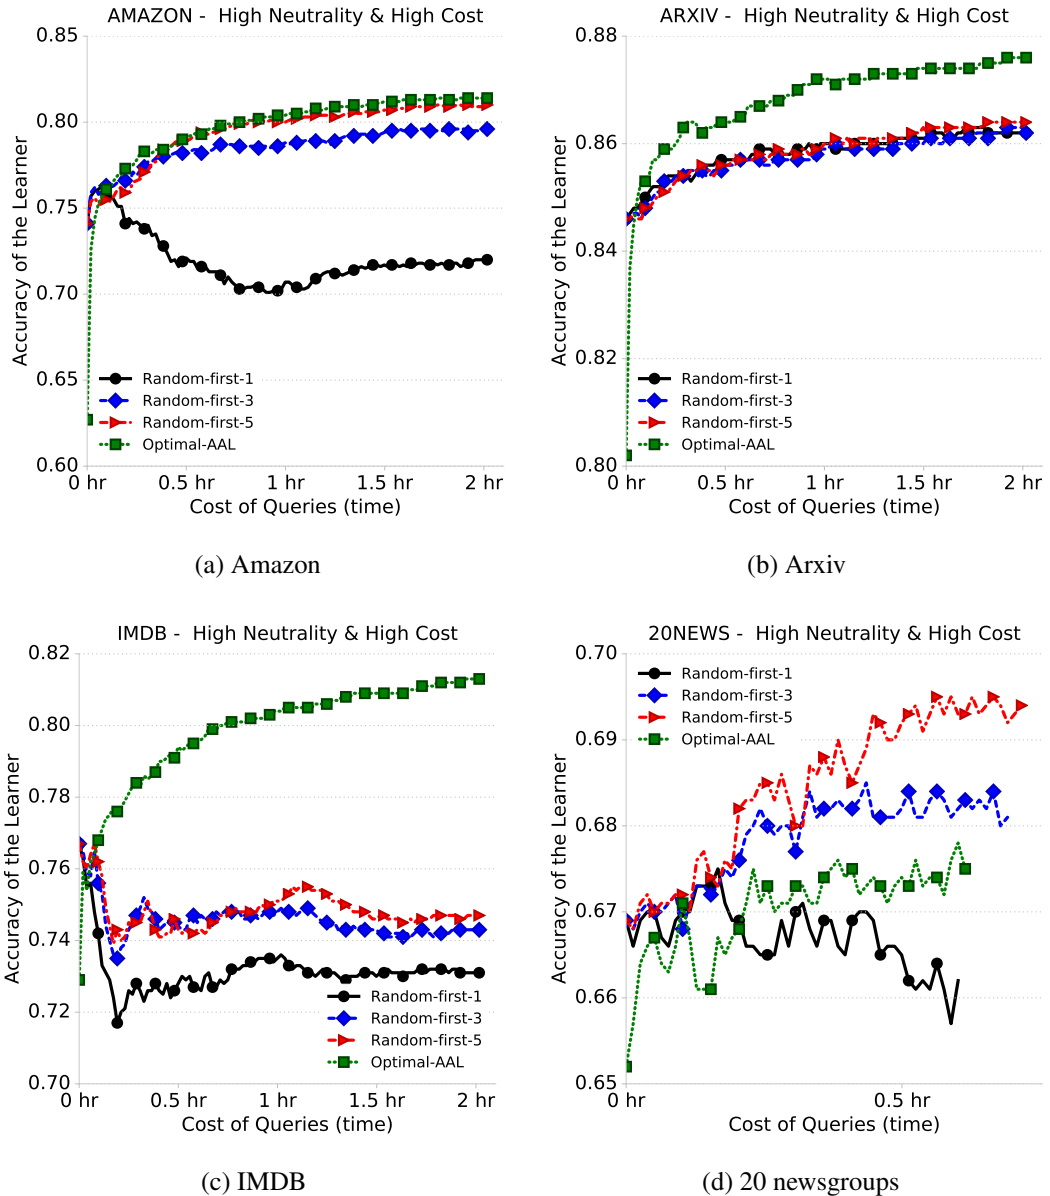 AMAZON - High Neutrality & High Cost
0.85
0.80
0.75
0.70
0.65
0.60
Accuracy of the Learner
Random-first-1
Random-first-3
Random-first-5
Optimal-AAL
0 hr 0.5 hr 1 hr 1.5 hr 2 hr
Cost of Queries (time)
(a) Amazon
ARXIV - High Neutrality & High Cost
0.88
0.86
0.84
0.82
0.80
Accuracy of the Learner
Random-first-1
Random-first-3
Random-first-5
Optimal-AAL
0 hr 0.5 hr 1 hr 1.5 hr 2 hr
Cost of Queries (time)
(b) Arxiv
IMDB - High Neutrality & High Cost
0.82
0.80
0.78
0.76
0.74
0.72
0.70
Accuracy of the Learner
Random-first-1
Random-first-3
Random-first-5
Optimal-AAL
0 hr 0.5 hr 1 hr 1.5 hr 2 hr
Cost of Queries (time)
(c) IMDB
20NEWS - High Neutrality & High Cost
0.70
0.69
0.68
0.67
0.66
0.65
Accuracy of the Learner
Random-first-1
Random-first-3
Random-first-5
Optimal-AAL
0 hr 0.5 hr
Cost of Queries (time)
(d) 20 newsgroups